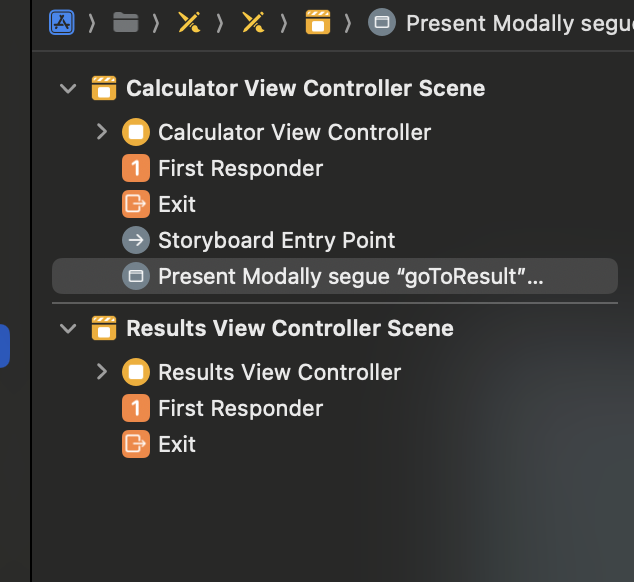 Present Modally segue
Calculator View Controller Scene
Calculator View Controller
1 First Responder
Exit
Storyboard Entry Point
Present Modally segue “goToResult”...
Results View Controller Scene
Results View Controller
1 First Responder
Exit